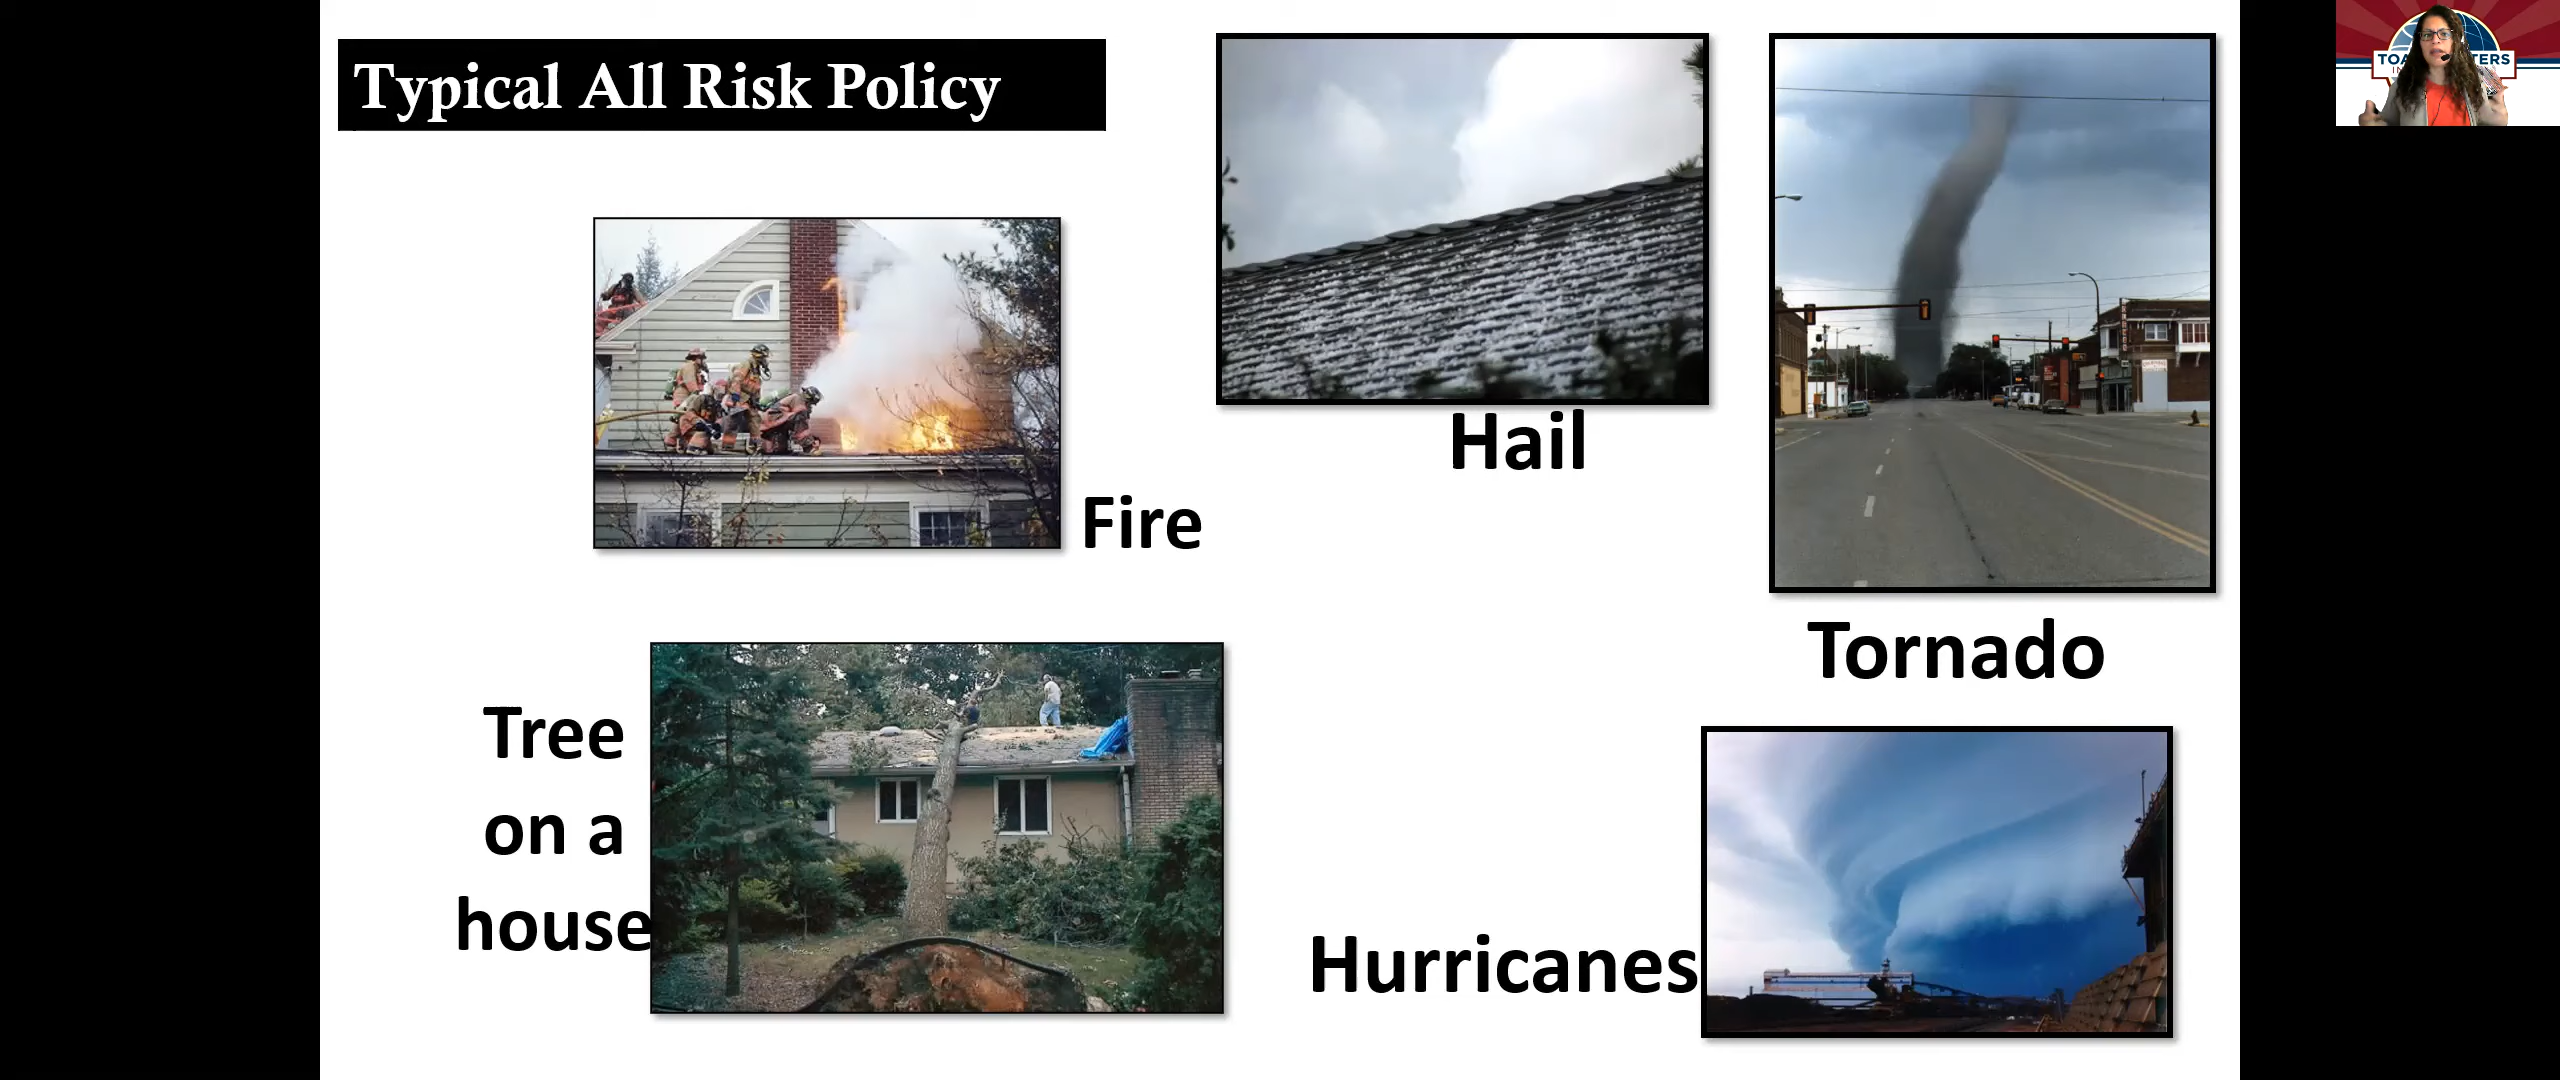 Typical All Risk Policy
Hail
Fire
Tornado
Tree
on a
house
Hurricanes